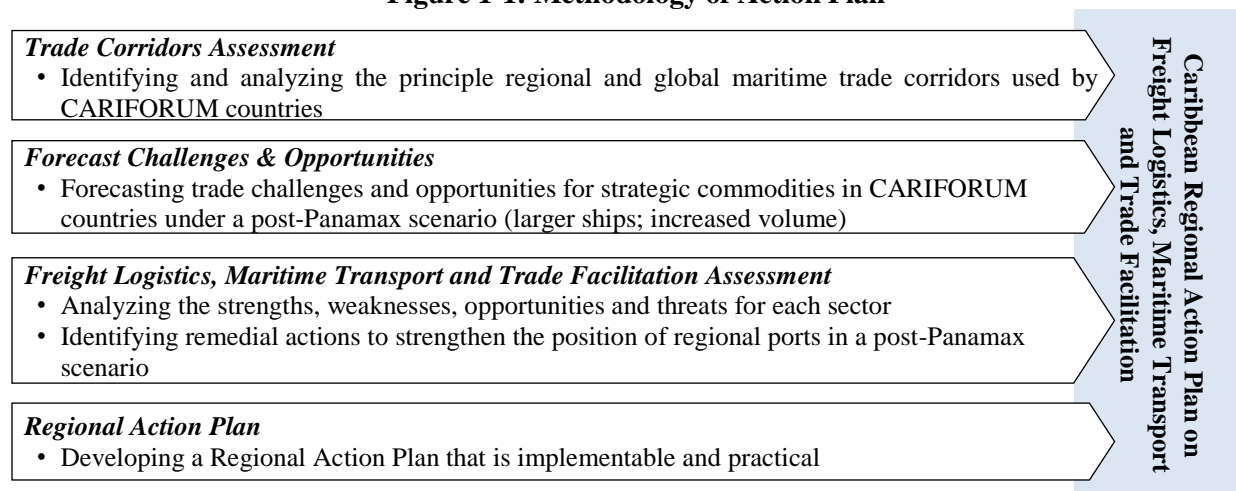 Figure 1-1: Methodology of Action Plan
Trade Corridors Assessment
• Identifying and analyzing the principle regional and global maritime trade corridors used by
CARIFORUM countries
Forecast Challenges & Opportunities
• Forecasting trade challenges and opportunities for strategic commodities in CARIFORUM
countries under a post-Panamax scenario (larger ships; increased volume)
Freight Logistics, Maritime Transport and Trade Facilitation Assessment
• Analyzing the strengths, weaknesses, opportunities and threats for each sector
• Identifying remedial actions to strengthen the position of regional ports in a post-Panamax
scenario
Regional Action Plan
• Developing a Regional Action Plan that is implementable and practical
Caribbean Regional Action Plan on
Freight Logistics, Maritime Transport
and Trade Facilitation